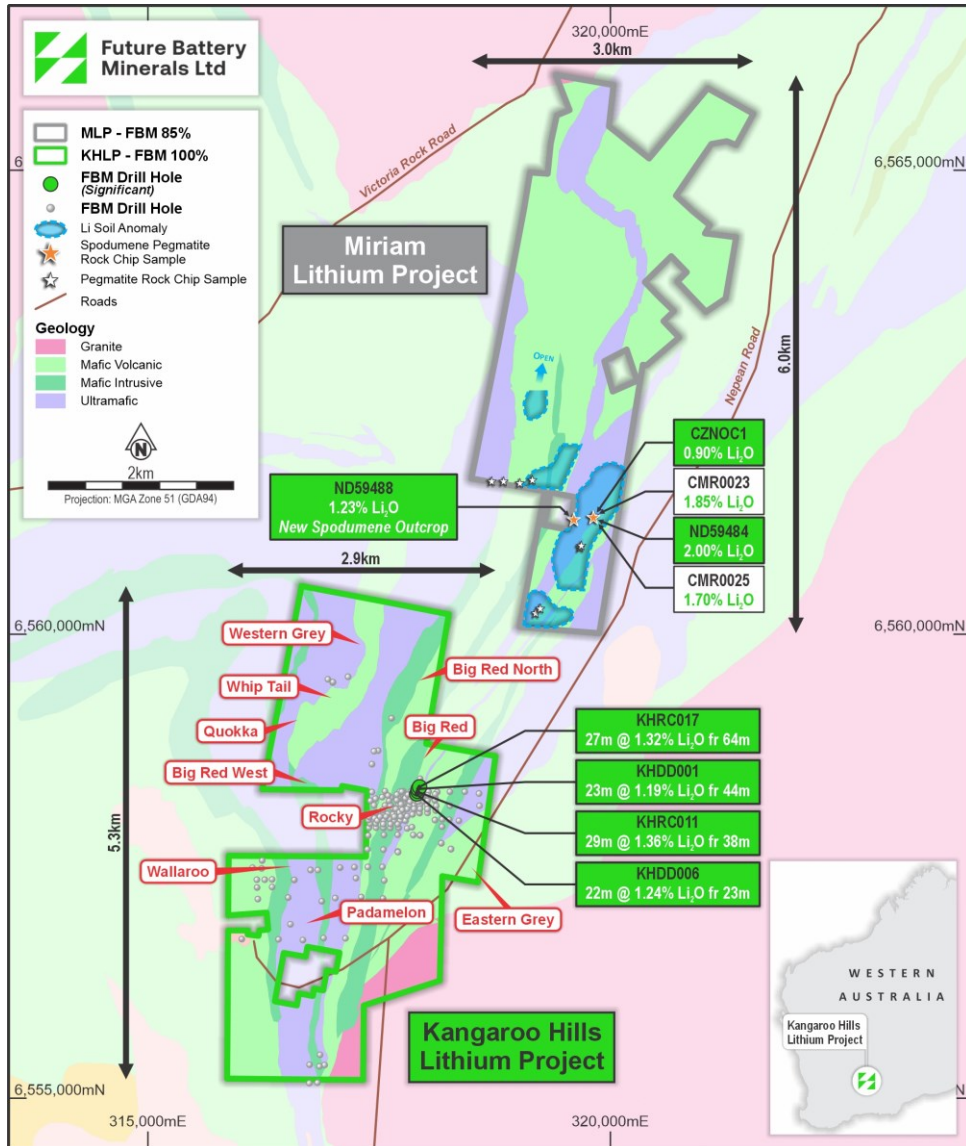 Future Battery
Minerals Ltd
MLP - FBM 85%
KHLP - FBM 100%
FBM Drill Hole
(Significant)
FBM Drill Hole
Li Soil Anomaly
Spodumene Pegmatite
Rock Chip Sample
Pegmatite Rock Chip Sample
Roads
Geology
Granite
Mafic Volcanic
Mafic Intrusive
Ultramafic
N
2km
Projection: MGA Zone 51 (GDA94)
320,000mE
3.0km
6,565,000mN
Victoria Rock Road
Miriam
Lithium Project
6.0km
Nepean Road
OPEN
CZNOC1
0.90% Li₂O
CMR0023
1.85% Li₂O
ND59484
2.00% Li₂O
CMR0025
1.70% Li₂O
ND59488
1.23% Li₂O
New Spodumene Outcrop
2.9km
6,560,000mN
6,560,000mN
Western Grey
Whip Tail
Quokka
Big Red West
Big Red North
Big Red
Rocky
5.3km
KHRC017
27m @ 1.32% Li₂O fr 64m
KHDD001
23m @ 1.19% Li₂O fr 44m
KHRC011
29m @ 1.36% Li₂O fr 38m
KHDD006
22m @ 1.24% Li₂O fr 23m
Wallaroo
Padamelon
Eastern Grey
Kangaroo Hills
Lithium Project
6,555,000mN
315,000mE
320,000mE
WESTERN
AUSTRALIA
Kangaroo Hills
Lithium Project